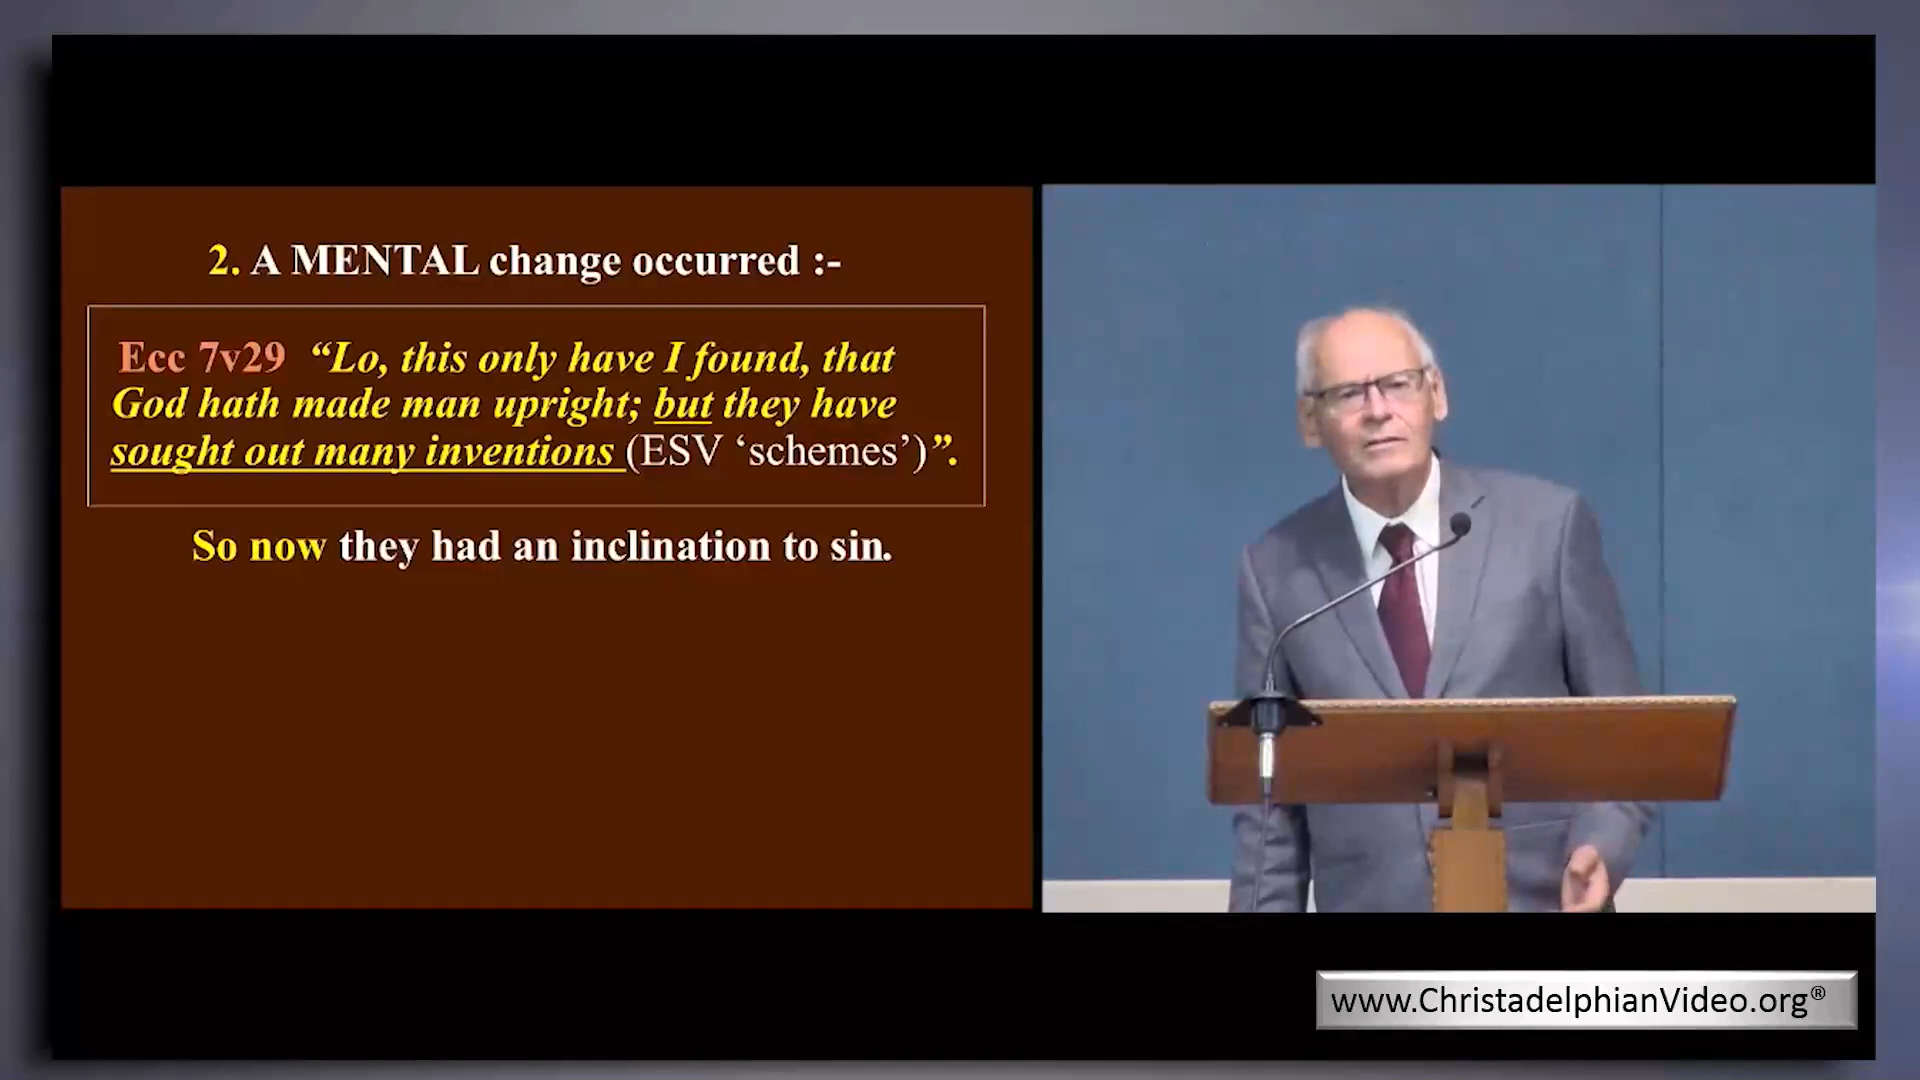 2. A MENTAL change occurred :-
Ecc 7v29 “Lo, this only have I found, that
God hath made man upright; but they have
sought out many inventions (ESV ‘schemes’)”.
So now they had an inclination to sin.
www.ChristadelphianVideo.org®